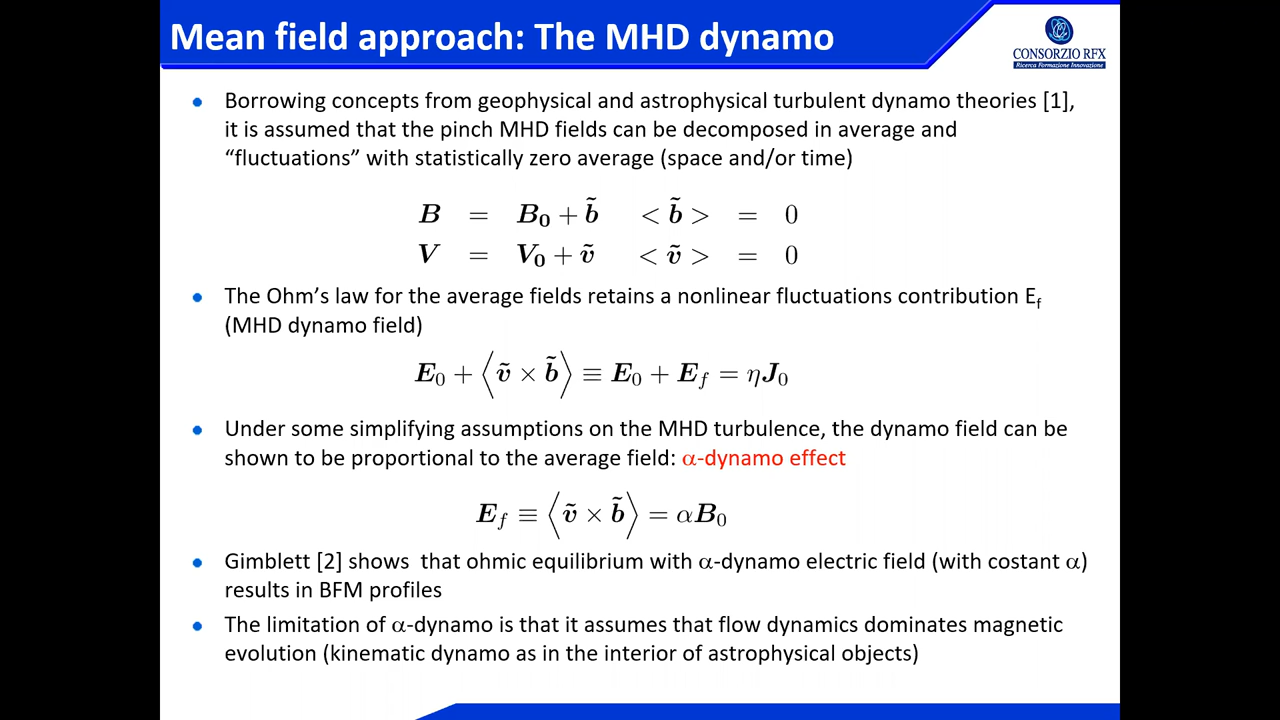 Mean field approach: The MHD dynamo
CONSORZIO RFX
Ricerca Formazione Innovazione
Borrowing concepts from geophysical and astrophysical turbulent dynamo theories [1],
it is assumed that the pinch MHD fields can be decomposed in average and
“fluctuations” with statistically zero average (space and/or time)
B = B₀ + b̃ < b̃ > = 0
V = V₀ + ṽ < ṽ > = 0
The Ohm’s law for the average fields retains a nonlinear fluctuations contribution E_f
(MHD dynamo field)
E₀ + ⟨ṽ × b̃⟩ ≡ E₀ + E_f = ηJ₀
Under some simplifying assumptions on the MHD turbulence, the dynamo field can be
shown to be proportional to the average field: α-dynamo effect
E_f ≡ ⟨ṽ × b̃⟩ = αB₀
Gimblett [2] shows that ohmic equilibrium with α-dynamo electric field (with costant α)
results in BFM profiles
The limitation of α-dynamo is that it assumes that flow dynamics dominates magnetic
evolution (kinematic dynamo as in the interior of astrophysical objects)